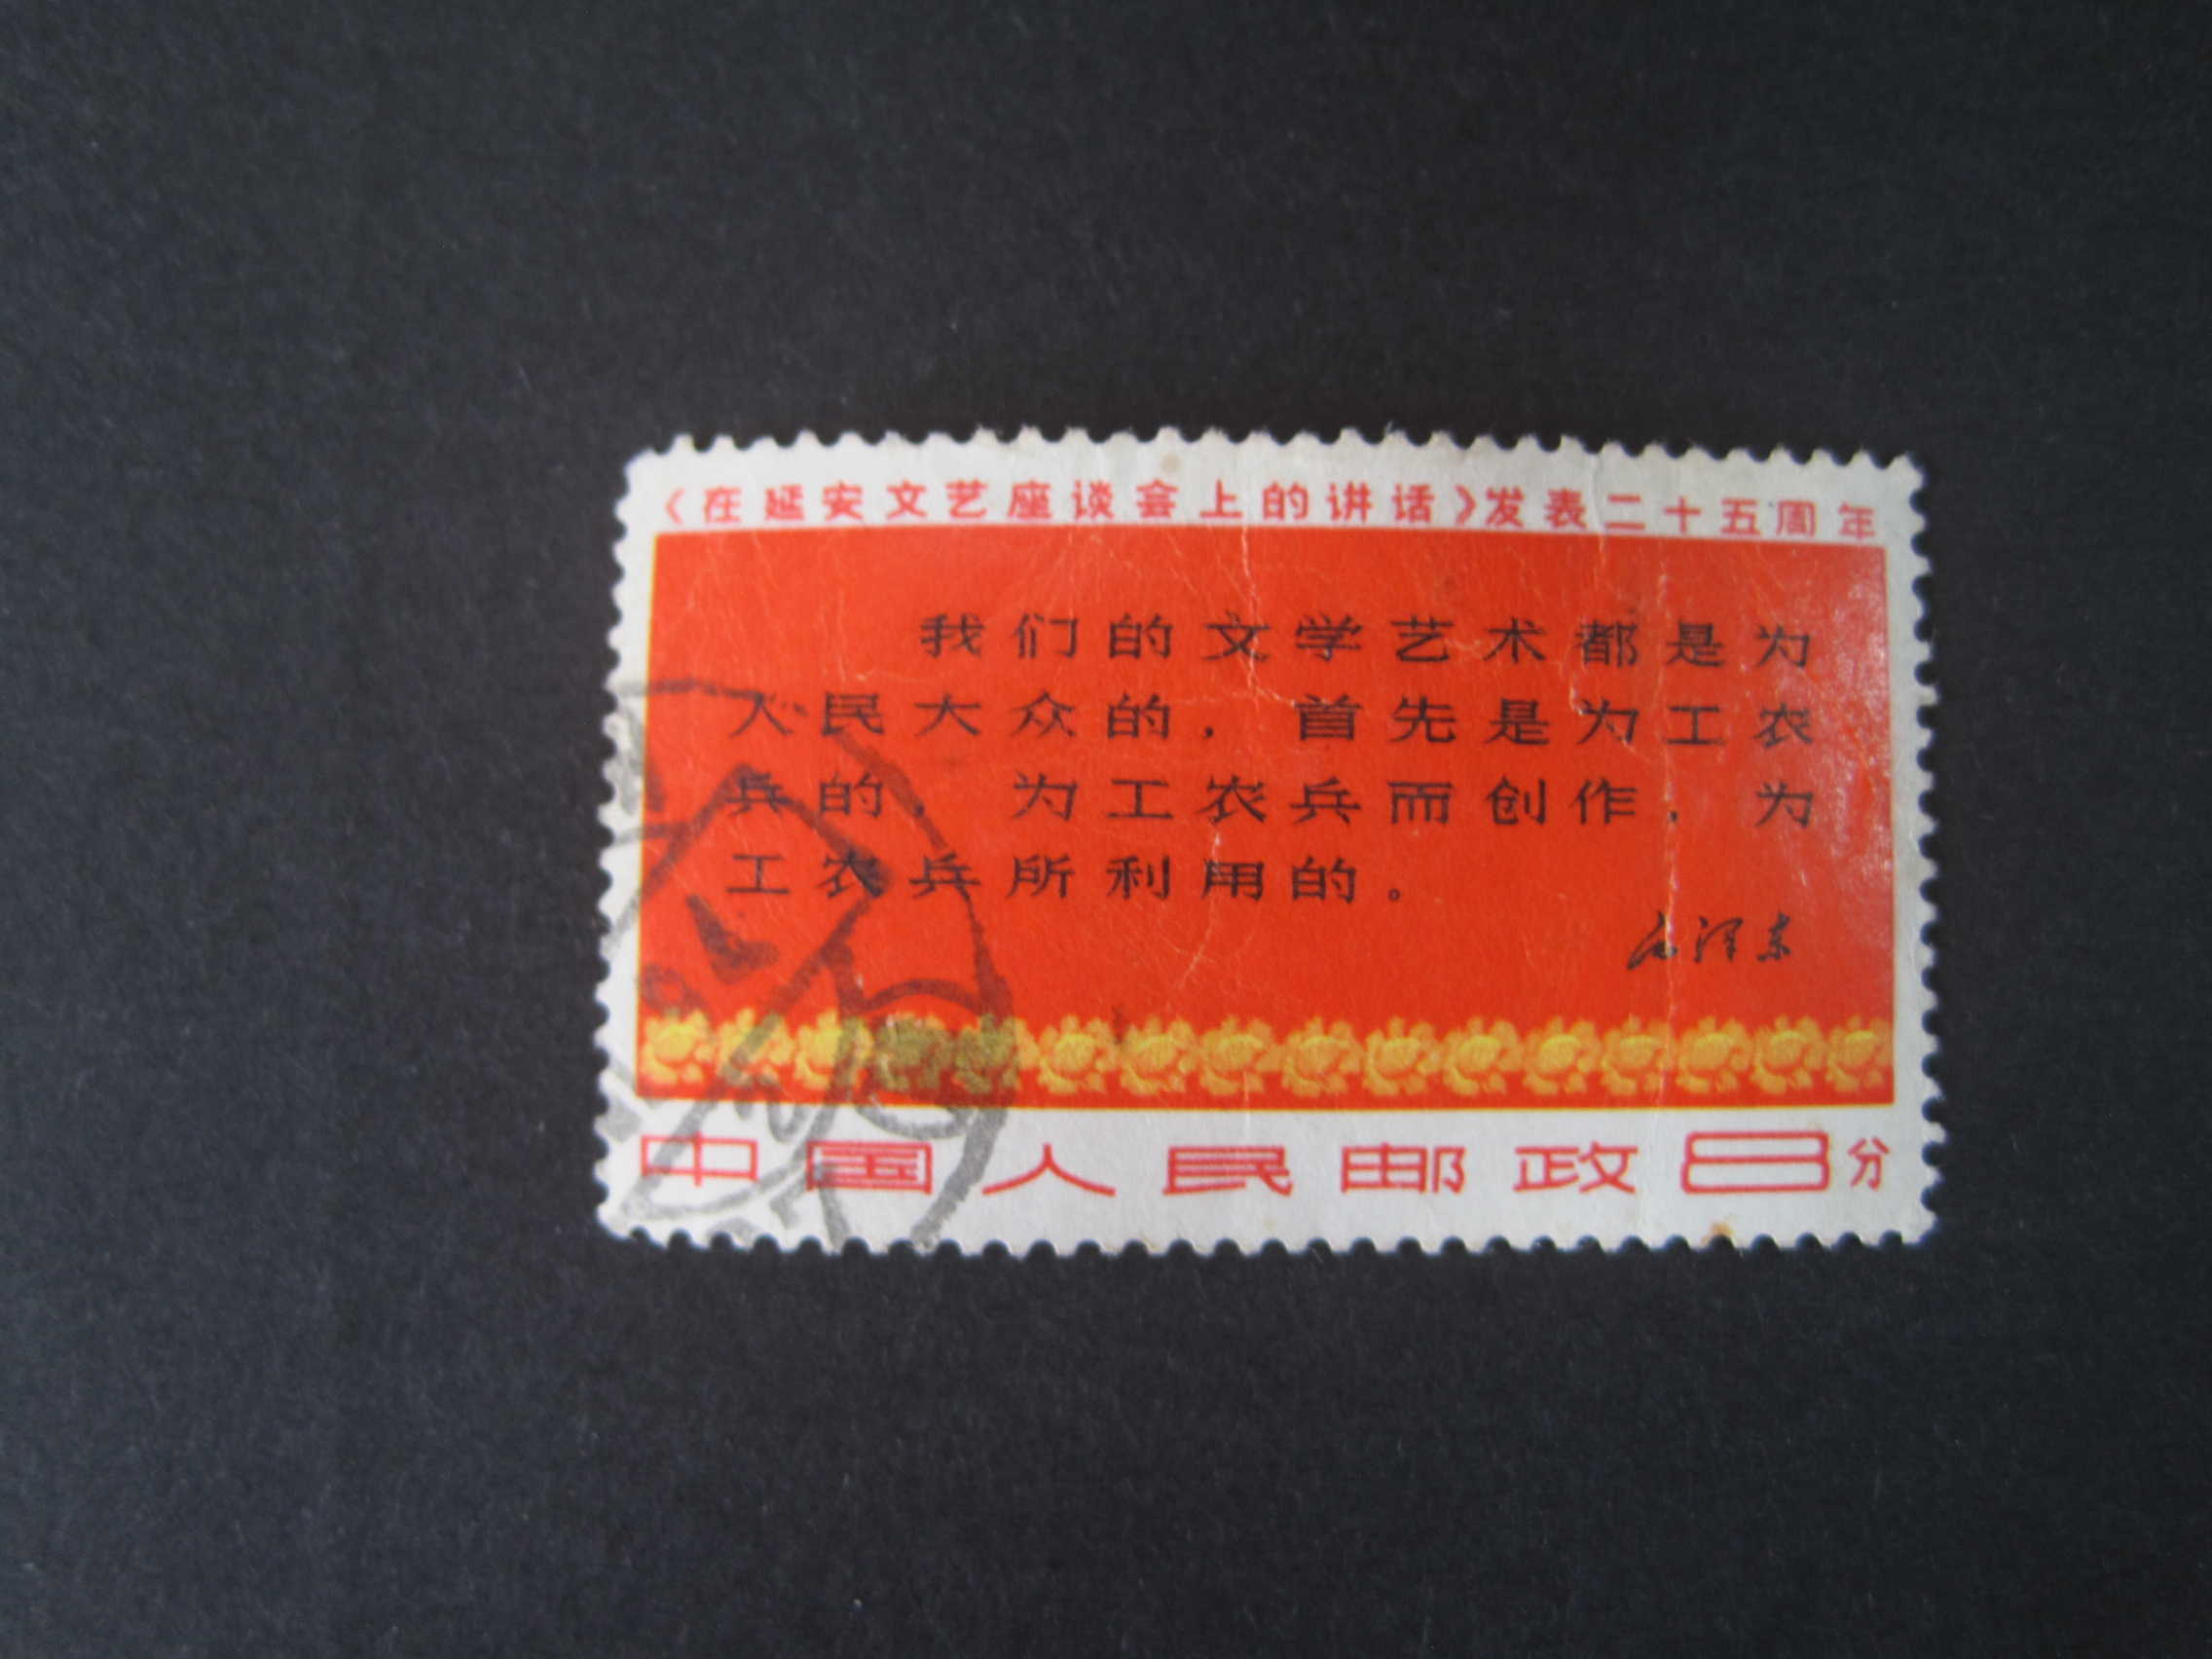 《在延安文艺座谈会上的讲话》发表二十五周年
我们的文学艺术都是为
人民大众的，首先是为工农
兵的，为工农兵而创作，为
工农兵所利用的。
毛泽东
中国人民邮政8分